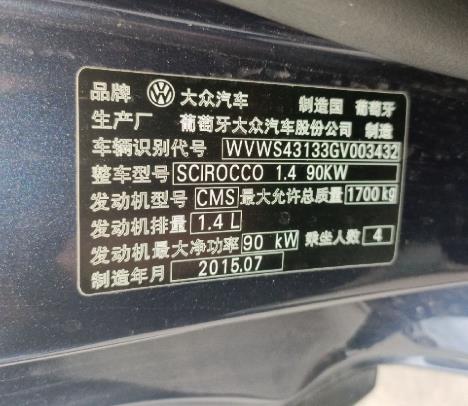 品牌 大众汽车 制造国 葡萄牙
生产厂 葡萄牙大众汽车股份公司 制造
车辆识别代号 WVWS43133GV003432
整车型号 SCIROCCO 1.4 90KW
发动机型号 CMS 最大允许总质量 1700kg
发动机排量 1.4 L
发动机最大净功率 90 kW 乘坐人数 4
制造年月 2015.07